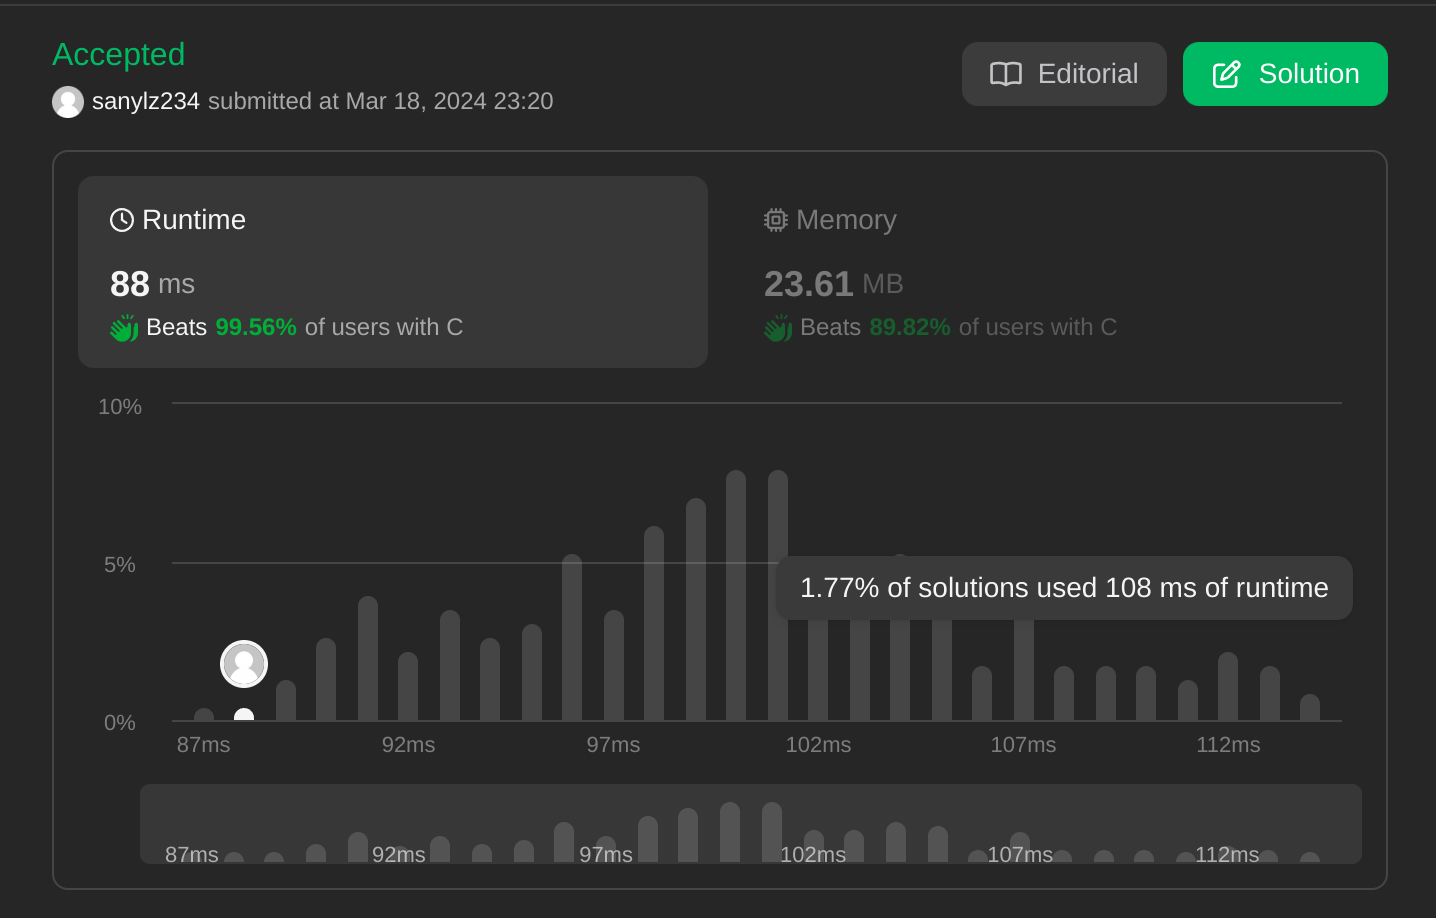 Accepted
sanylz234 submitted at Mar 18, 2024 23:20
Editorial
Solution
Runtime
88 ms
Beats 99.56% of users with C
Memory
23.61 MB
Beats 89.82% of users with C
10%
5%
0%
1.77% of solutions used 108 ms of runtime
87ms 92ms 97ms 102ms 107ms 112ms
87ms 92ms 97ms 102ms 107ms 112ms